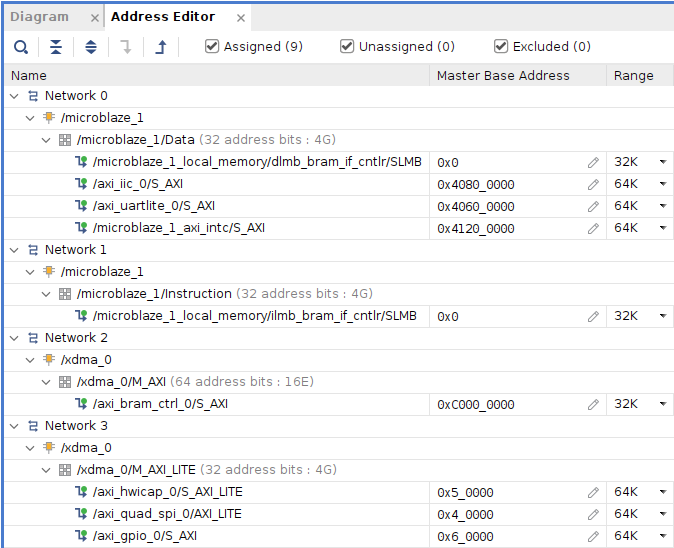 Diagram × Address Editor ×
Assigned (9) Unassigned (0) Excluded (0)
Name Master Base Address Range
Network 0
/microblaze_1
/microblaze_1/Data (32 address bits : 4G)
/microblaze_1_local_memory/dlmb_bram_if_cntlr/SLMB 0x0 32K
/axi_iic_0/S_AXI 0x4080_0000 64K
/axi_uartlite_0/S_AXI 0x4060_0000 64K
/microblaze_1_axi_intc/S_AXI 0x4120_0000 64K
Network 1
/microblaze_1
/microblaze_1/Instruction (32 address bits : 4G)
/microblaze_1_local_memory/ilmb_bram_if_cntlr/SLMB 0x0 32K
Network 2
/xdma_0
/xdma_0/M_AXI (64 address bits : 16E)
/axi_bram_ctrl_0/S_AXI 0xC000_0000 32K
Network 3
/xdma_0
/xdma_0/M_AXI_LITE (32 address bits : 4G)
/axi_hwicap_0/S_AXI_LITE 0x5_0000 64K
/axi_quad_spi_0/AXI_LITE 0x4_0000 64K
/axi_gpio_0/S_AXI 0x6_0000 64K